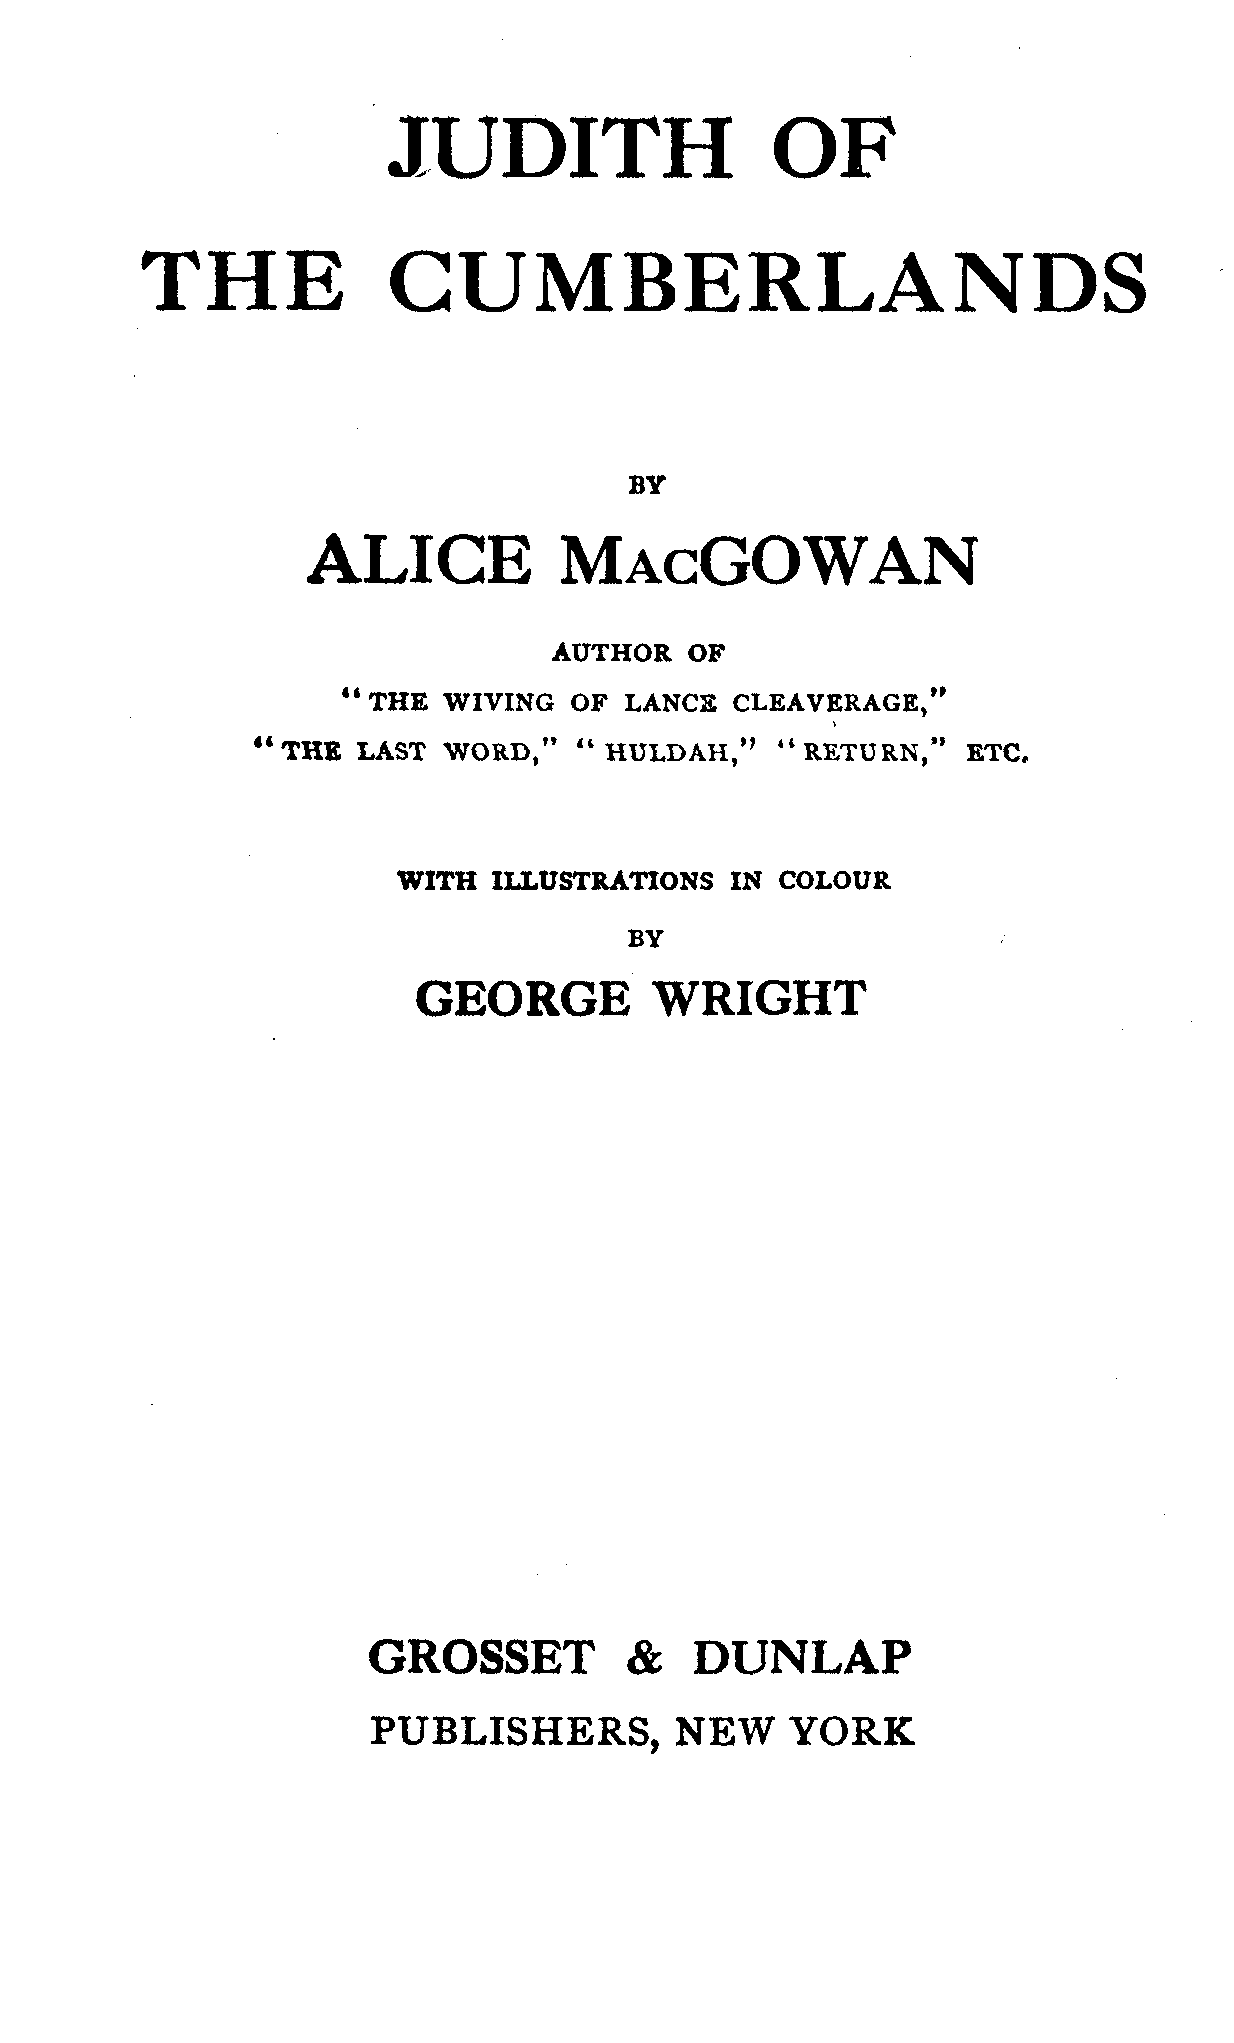 JUDITH OF
THE CUMBERLANDS
BY
ALICE MACGOWAN
AUTHOR OF
"THE WIVING OF LANCE CLEAVERAGE,"
"THE LAST WORD," "HULDAH," "RETURN," ETC.
WITH ILLUSTRATIONS IN COLOUR
BY
GEORGE WRIGHT
GROSSET & DUNLAP
PUBLISHERS, NEW YORK